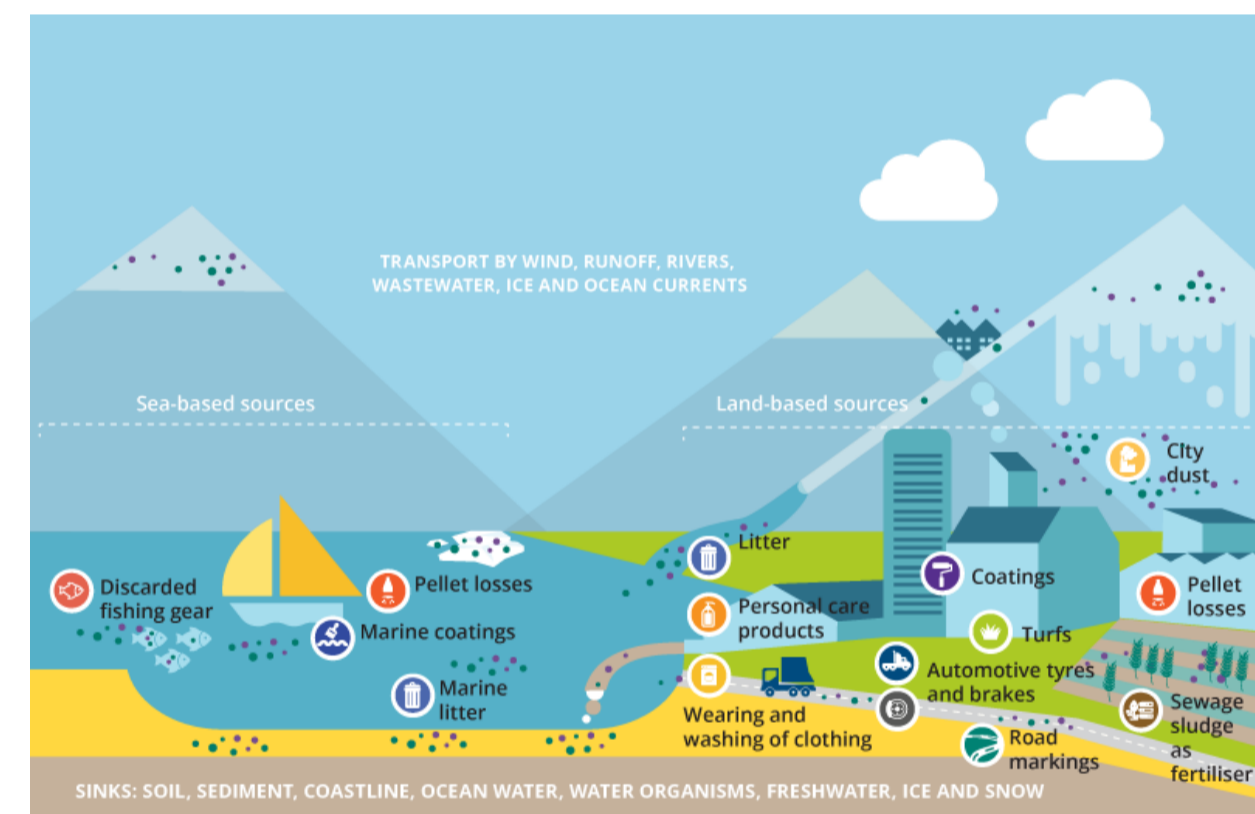 TRANSPORT BY WIND, RUNOFF, RIVERS,
WASTEWATER, ICE AND OCEAN CURRENTS
Sea-based sources
Land-based sources
City
dust
Litter
Discarded
fishing gear
Pellet losses
Coatings
Pellet
losses
Personal care
products
Marine coatings
Turfs
Automotive tyres
and brakes
Marine
litter
Wearing and
washing of clothing
Sewage
sludge
as
fertiliser
Road
markings
SINKS: SOIL, SEDIMENT, COASTLINE, OCEAN WATER, WATER ORGANISMS, FRESHWATER, ICE AND SNOW